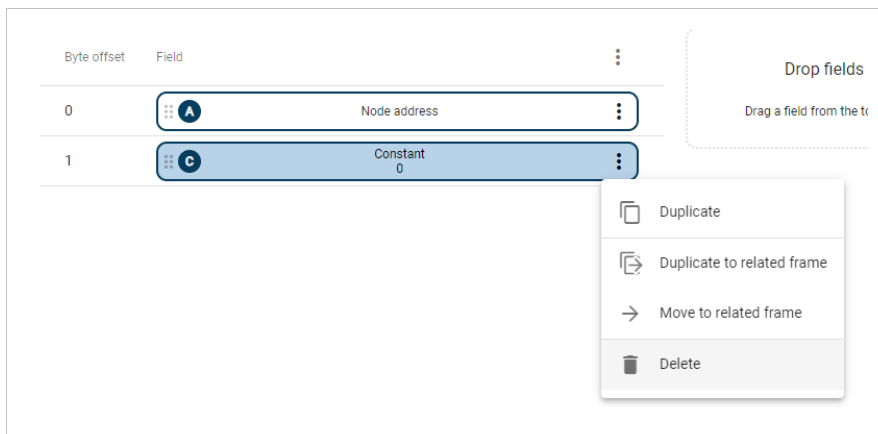 Byte offset Field
Drop fields
0 A Node address
Drag a field from the to
1 C Constant
0
Duplicate
Duplicate to related frame
Move to related frame
Delete